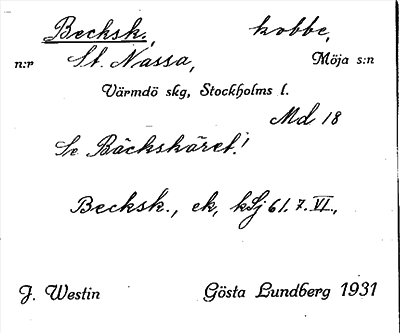 Becksk., kobbe,
n:r St. Nassa, Möja s:n
Värmdö skg, Stockholms l.
Md 18
Se Bäckskäret!
Becksk., ek, kSj 61. 7. VI.,
J. Westin Gösta Lundberg 1931